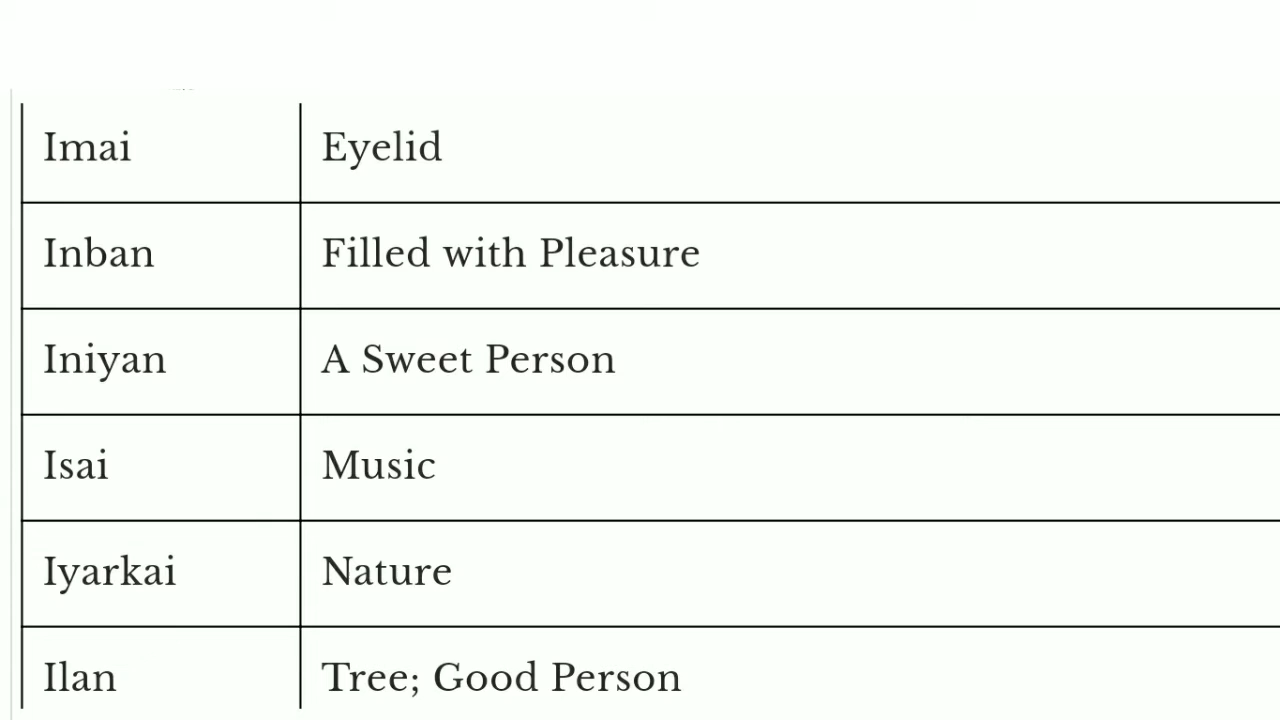 Imai Eyelid
Inban Filled with Pleasure
Iniyan A Sweet Person
Isai Music
Iyarkai Nature
Ilan Tree; Good Person